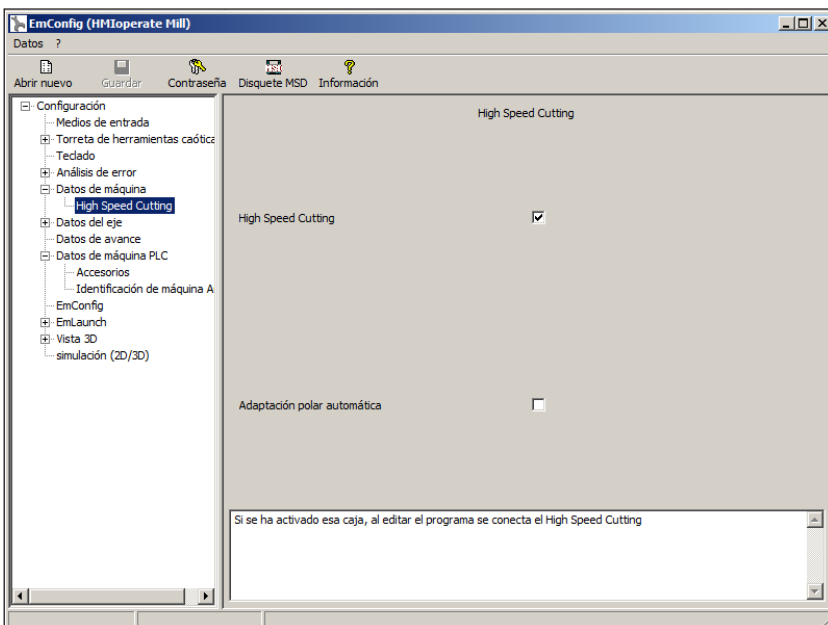 EmConfig (HMIoperate Mill)
Datos ?
Abrir nuevo Guardar Contraseña Disquete MSD Información
Configuración
Medios de entrada
Torreta de herramientas caótica
Teclado
Análisis de error
Datos de máquina
High Speed Cutting
Datos del eje
Datos de avance
Datos de máquina PLC
Accesorios
Identificación de máquina A
EmConfig
EmLaunch
Vista 3D
simulación (2D/3D)
High Speed Cutting
High Speed Cutting
Adaptación polar automática
Si se ha activado esa caja, al editar el programa se conecta el High Speed Cutting